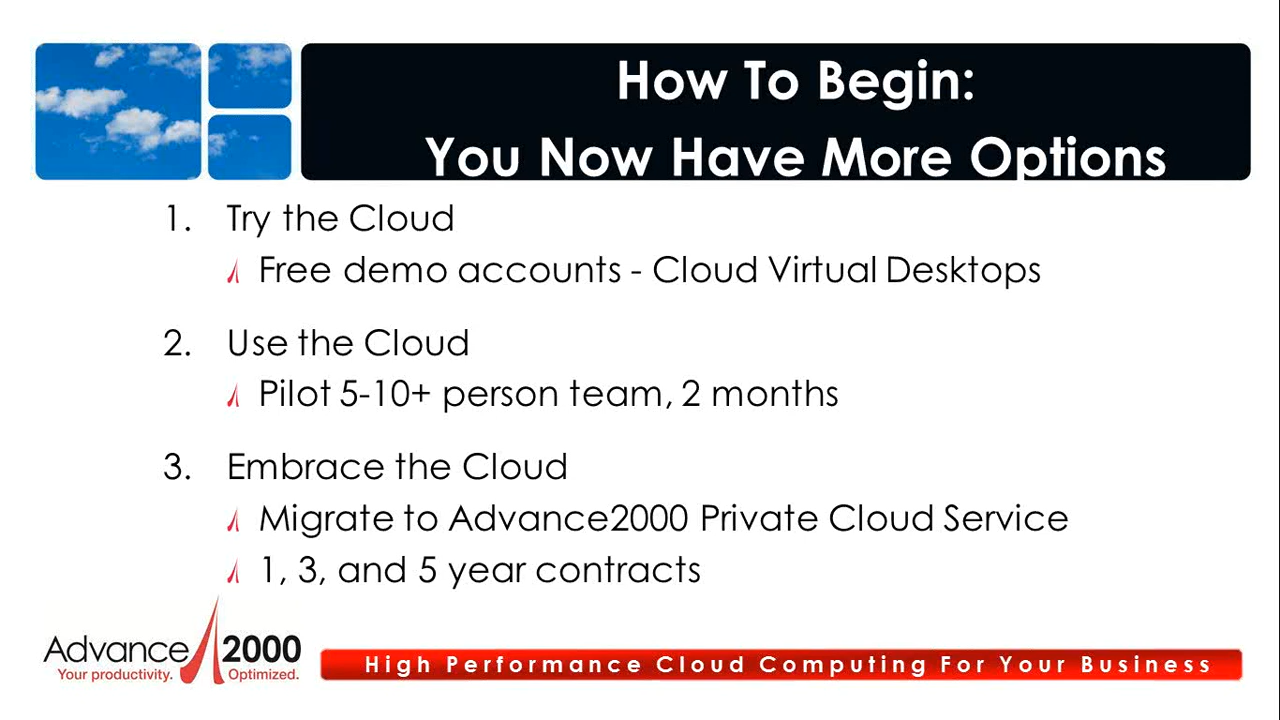 How To Begin:
You Now Have More Options
1. Try the Cloud
Free demo accounts - Cloud Virtual Desktops
2. Use the Cloud
Pilot 5-10+ person team, 2 months
3. Embrace the Cloud
Migrate to Advance2000 Private Cloud Service
1, 3, and 5 year contracts
Advance 2000
Your productivity. Optimized.
High Performance Cloud Computing For Your Business